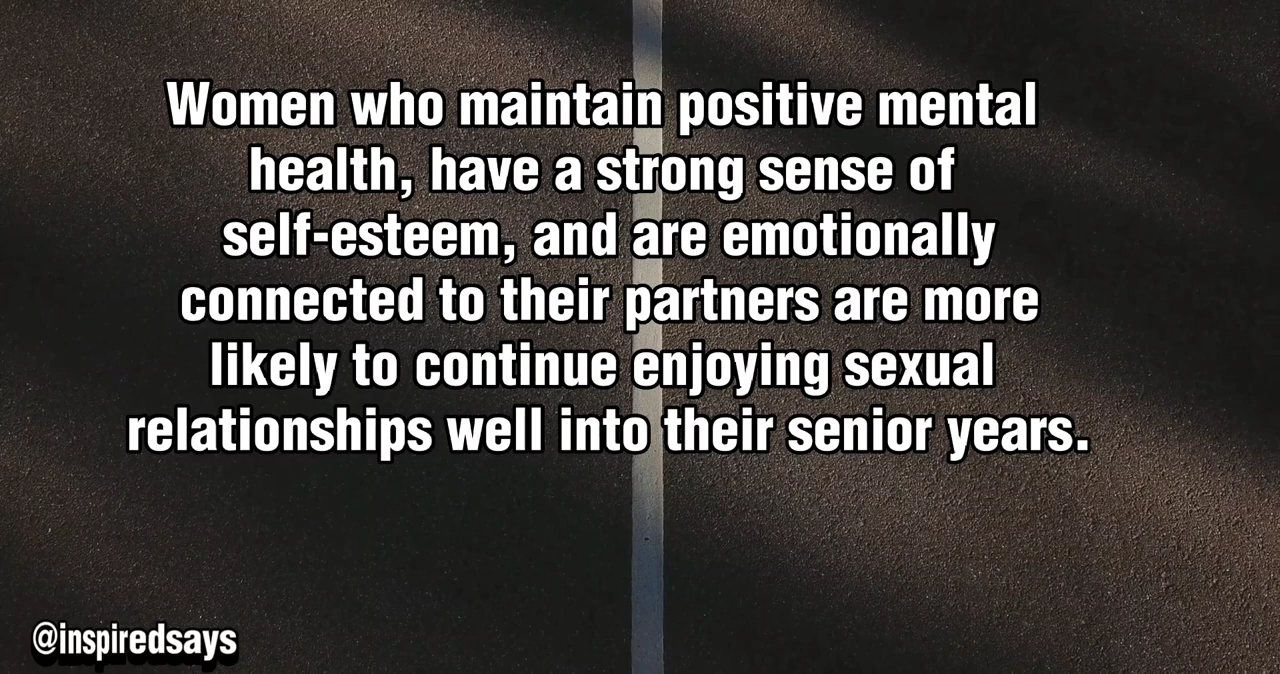 Women who maintain positive mental
health, have a strong sense of
self-esteem, and are emotionally
connected to their partners are more
likely to continue enjoying sexual
relationships well into their senior years.
@inspiredsays